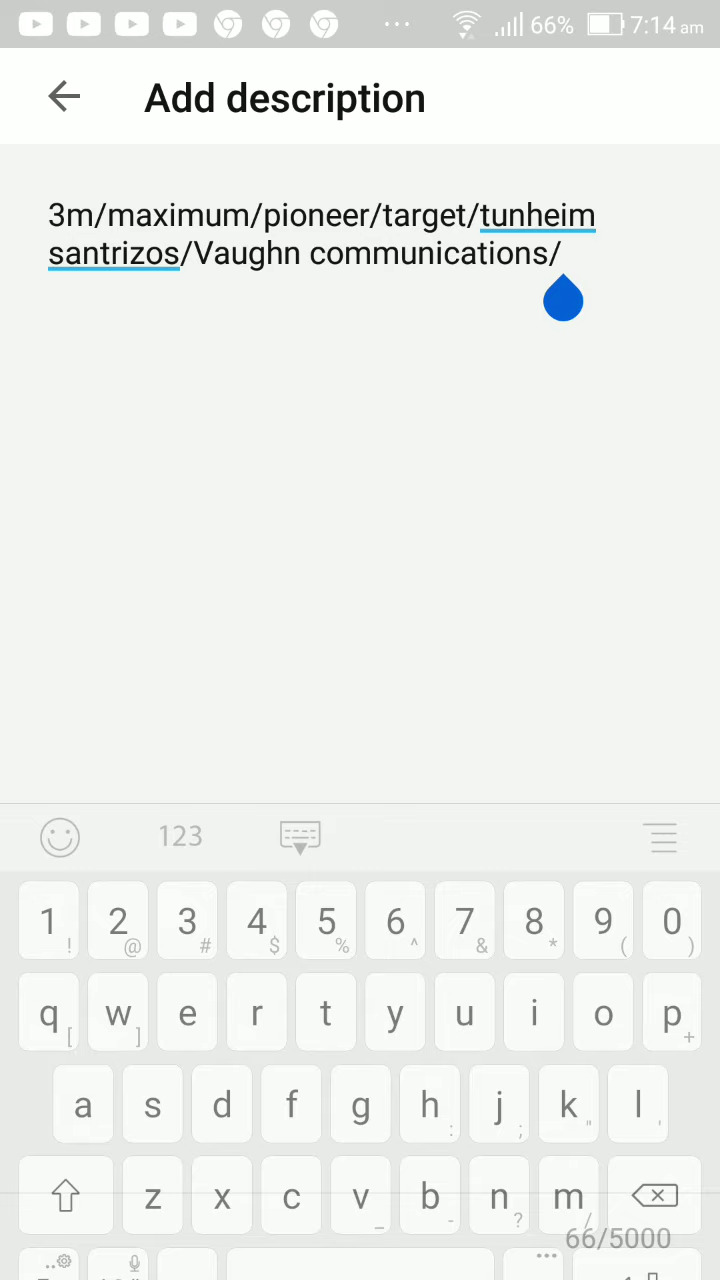 66% 7:14 am
Add description
3m/maximum/pioneer/target/tunheim
santrizos/Vaughn communications/
123
1 2 3 4 5 6 7 8 9 0
! @ # $ % ^ & * ( )
q w e r t y u i o p
[ ] +
a s d f g h j k l
: ; " '
z x c v b n m
_ - ? /
66/5000